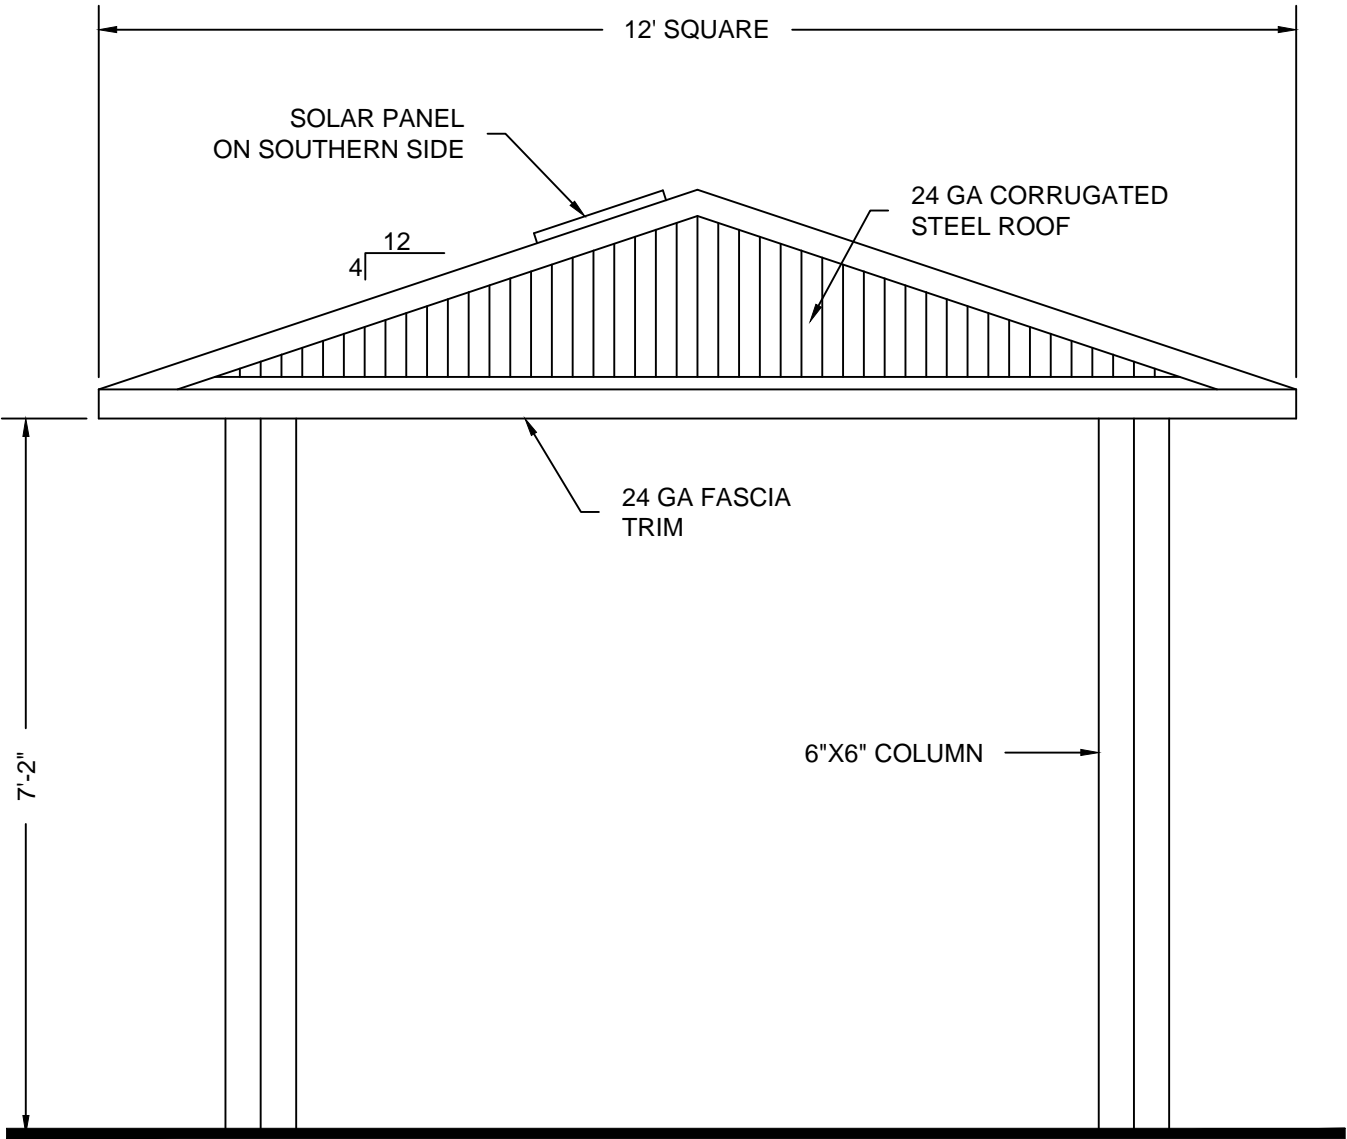 12' SQUARE
SOLAR PANEL
ON SOUTHERN SIDE
24 GA CORRUGATED
STEEL ROOF
12
4
24 GA FASCIA
TRIM
6"X6" COLUMN
7'-2"